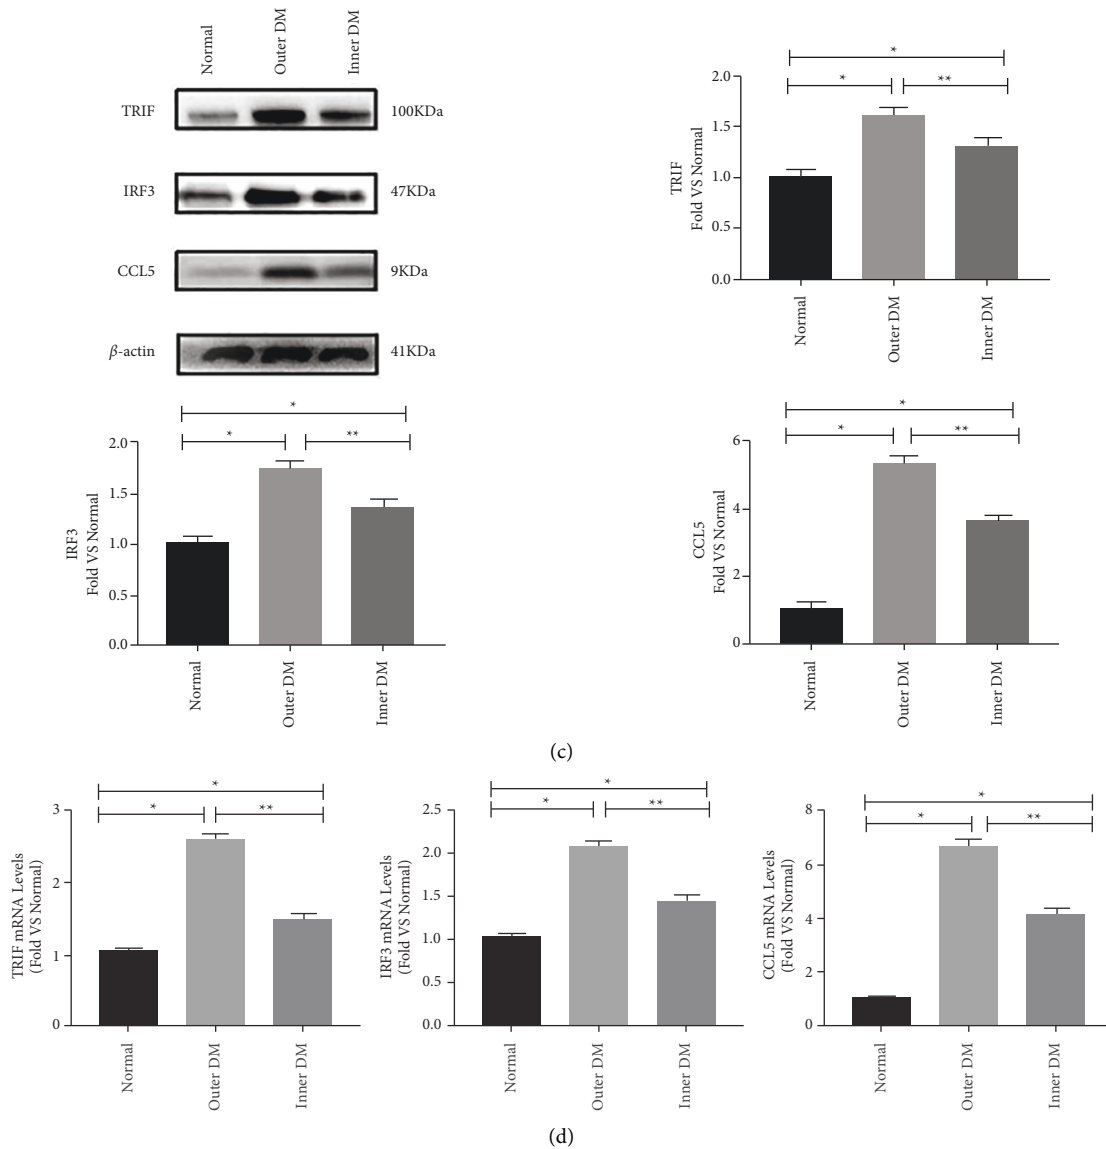 Normal
Outer DM
Inner DM
TRIF
100KDa
IRF3
47KDa
CCL5
9KDa
β-actin
41KDa
*
*
**
TRIF
Fold VS Normal
2.0
1.5
1.0
0.5
0.0
Normal
Outer DM
Inner DM
*
*
**
IRF3
Fold VS Normal
2.0
1.5
1.0
0.5
0.0
Normal
Outer DM
Inner DM
*
*
**
CCL5
Fold VS Normal
6
4
2
0
Normal
Outer DM
Inner DM
(c)
*
*
**
TRIF mRNA Levels
(Fold VS Normal)
3
2
1
0
Normal
Outer DM
Inner DM
*
*
**
IRF3 mRNA Levels
(Fold VS Normal)
2.5
2.0
1.5
1.0
0.5
0.0
Normal
Outer DM
Inner DM
*
*
**
CCL5 mRNA Levels
(Fold VS Normal)
8
6
4
2
0
Normal
Outer DM
Inner DM
(d)